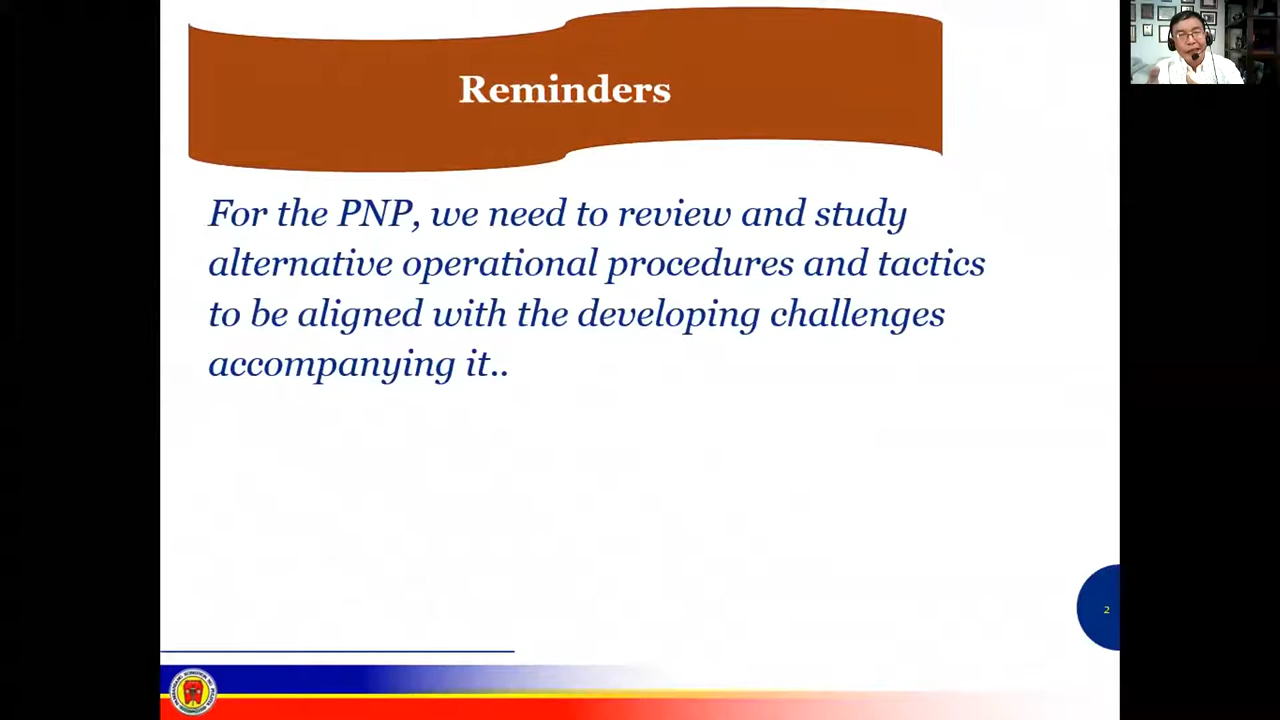 Reminders
For the PNP, we need to review and study
alternative operational procedures and tactics
to be aligned with the developing challenges
accompanying it..
2